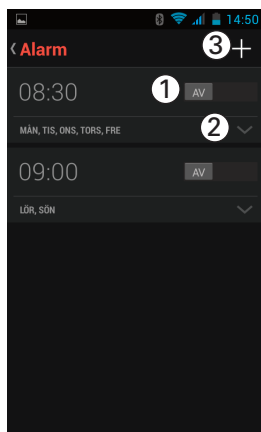 14:50
Alarm
3
08:30
1
AV
MÅN, TIS, ONS, TORS, FRE
2
09:00
AV
LÖR, SÖN